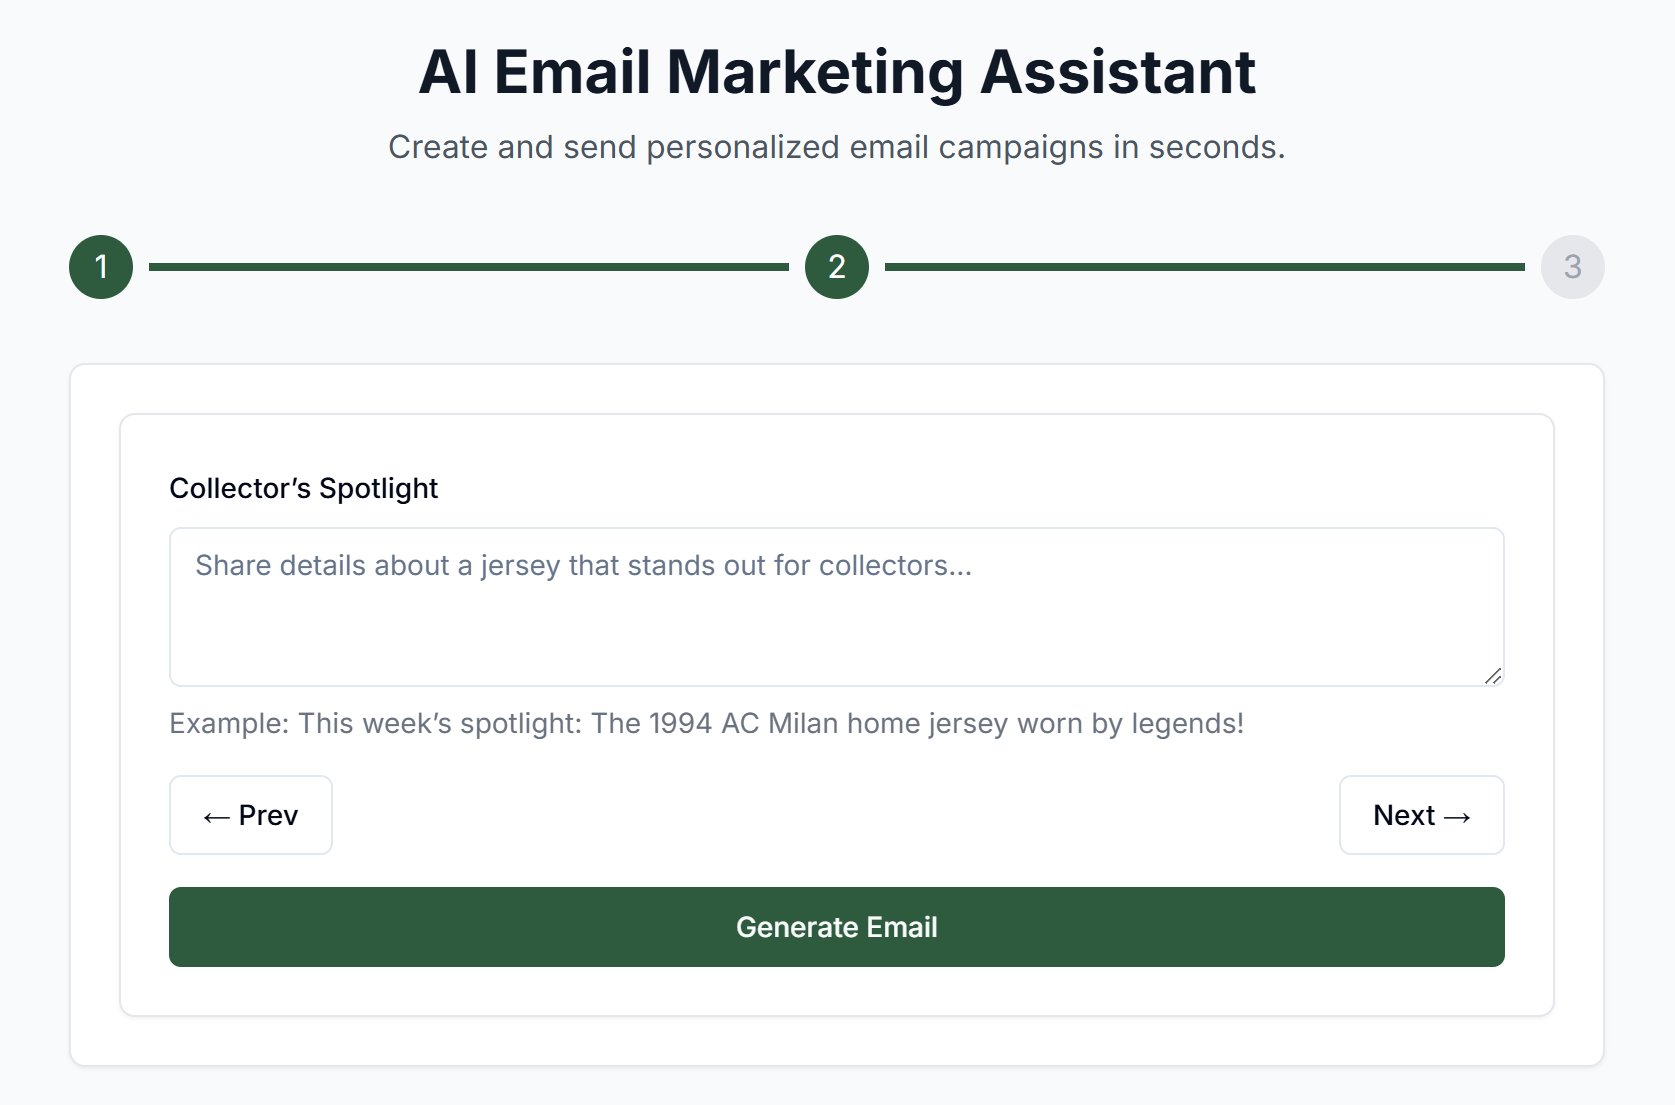 AI Email Marketing Assistant
Create and send personalized email campaigns in seconds.
1
2
3
Collector’s Spotlight
Share details about a jersey that stands out for collectors...
Example: This week’s spotlight: The 1994 AC Milan home jersey worn by legends!
← Prev
Next →
Generate Email